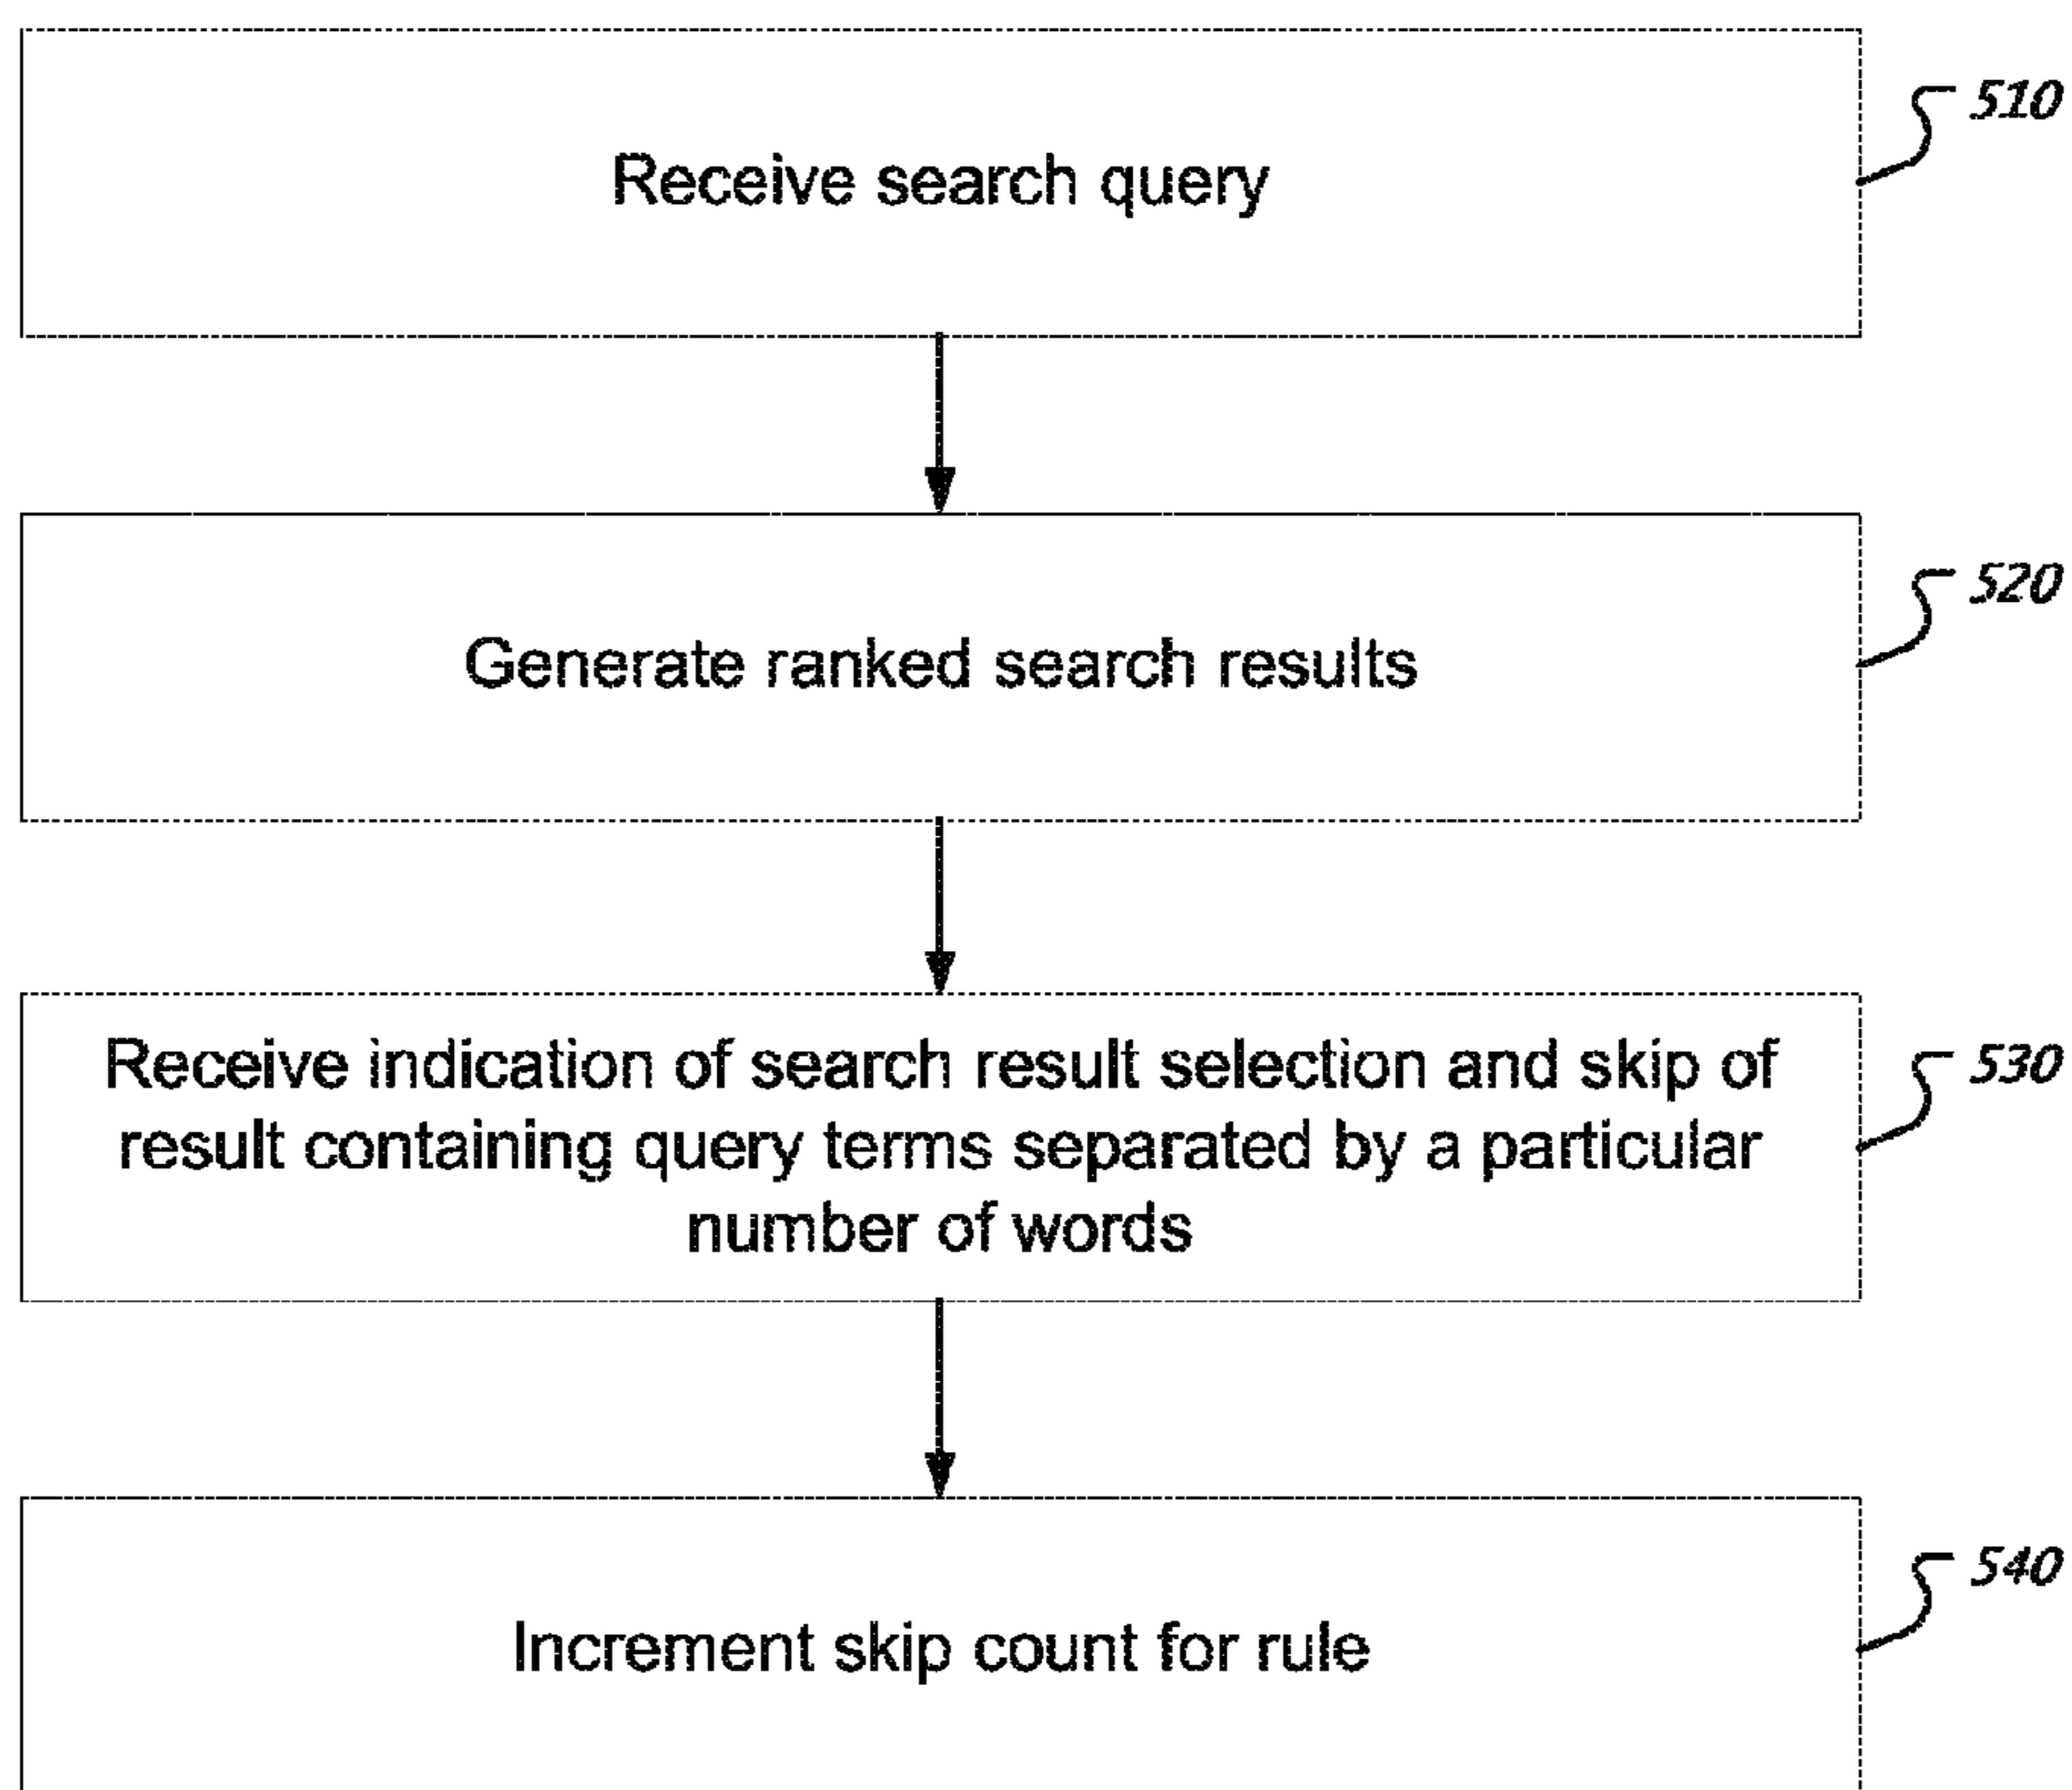 Receive search query
510
Generate ranked search results
520
Receive indication of search result selection and skip of
result containing query terms separated by a particular
number of words
530
Increment skip count for rule
540